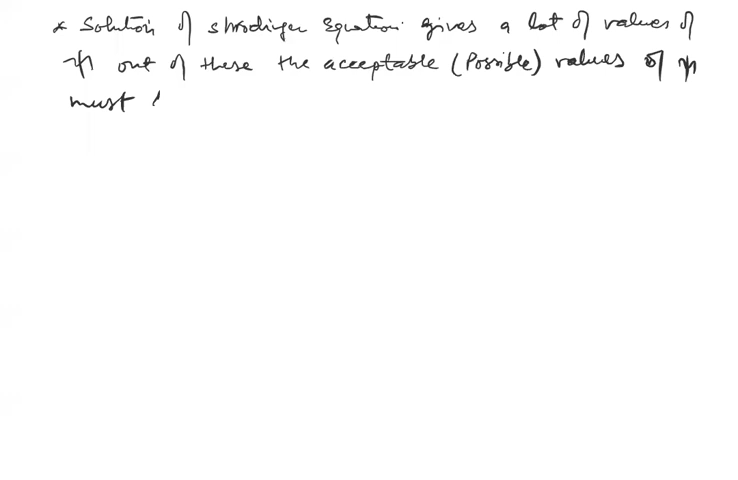 * Solution of shrodinger Equation gives a lot of values of
ψ out of these the acceptable (Possible) values of ψ
must